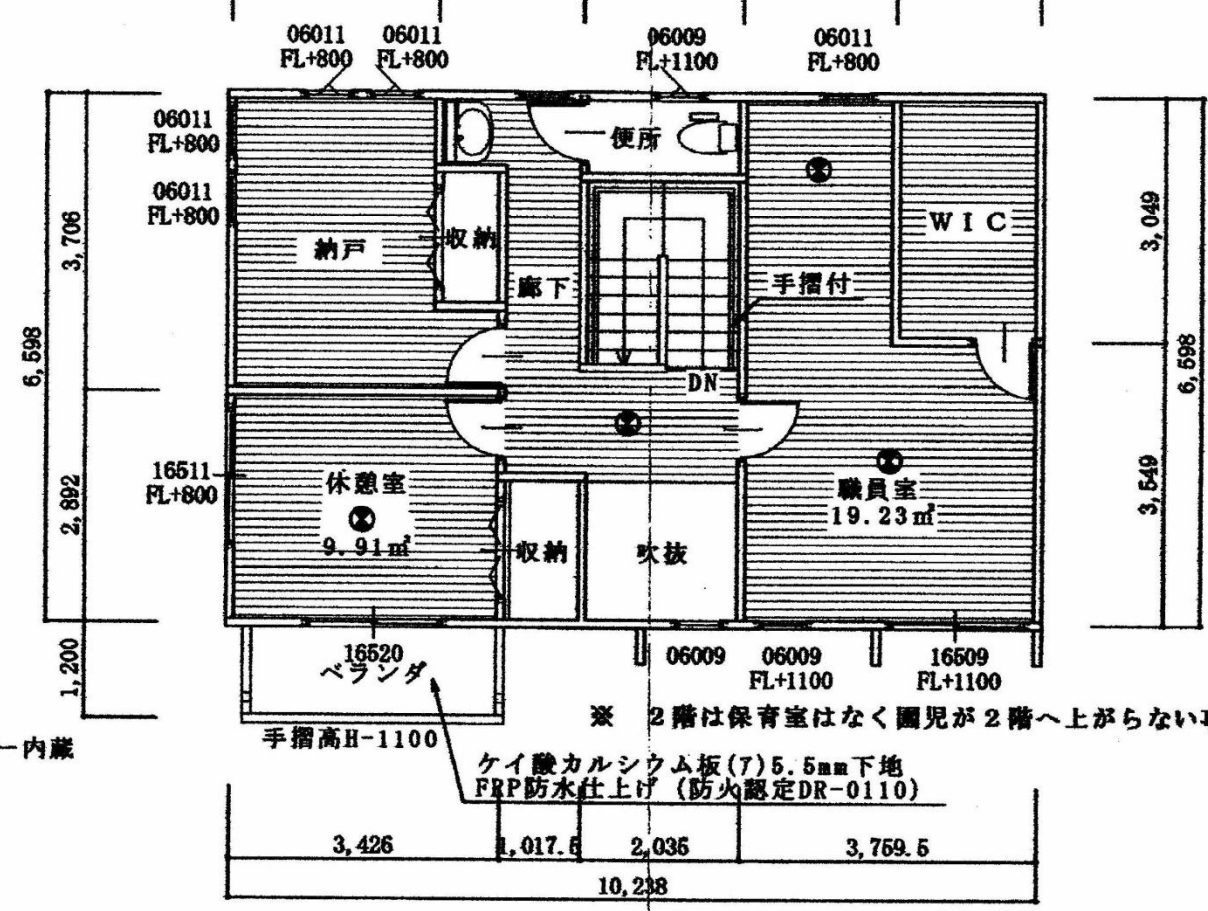 06011
FL+800
06011
FL+800
06009
FL+1100
06011
FL+800
06011
FL+800
06011
FL+800
3,706
2,892
6,598
1,200
3,049
3,549
6,598
納戸
収納
廊下
便所
手摺付
WIC
DN
16511
FL+800
休憩室
9.91㎡
収納
吹抜
職員室
19.23㎡
16520
ベランダ
06009
06009
FL+1100
16509
FL+1100
※ 2階は保育室はなく園児が2階へ上がらない
手摺高H-1100
ー内蔵
ケイ酸カルシウム板(ア)5.5mm下地
FRP防水仕上げ (防火認定DR-0110)
3,426
1,017.5
2,035
3,759.5
10,238